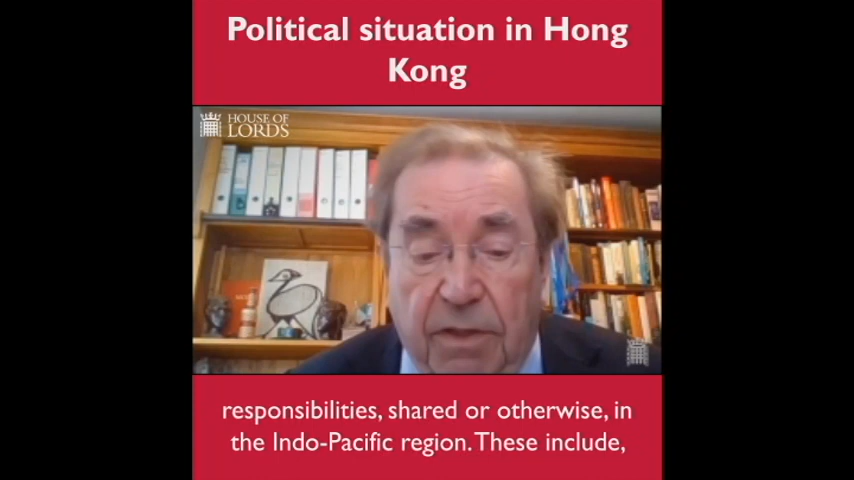 Political situation in Hong
Kong
HOUSE OF
LORDS
responsibilities, shared or otherwise, in
the Indo-Pacific region. These include,